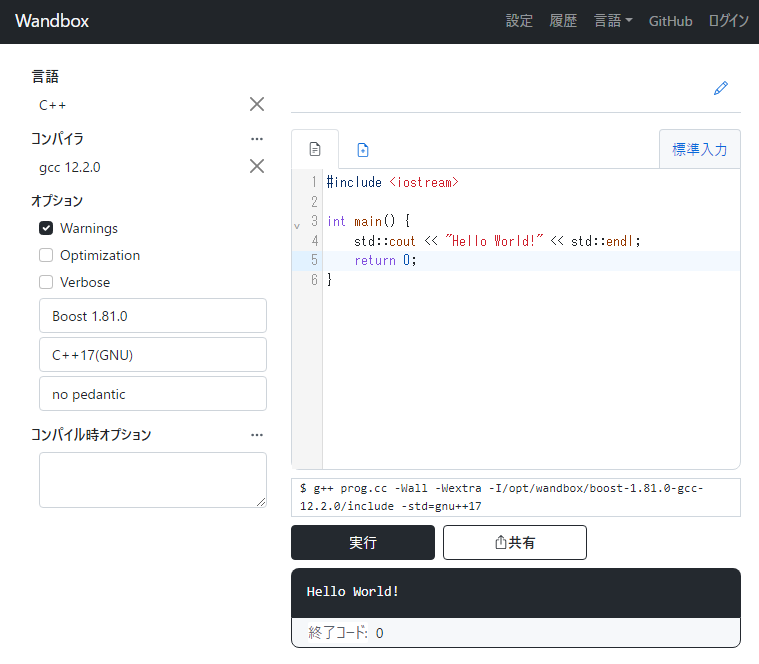 Wandbox 設定 履歴 言語 GitHub ログイン
言語
C++
コンパイラ
gcc 12.2.0
オプション
Warnings
Optimization
Verbose
Boost 1.81.0
C++17(GNU)
no pedantic
コンパイル時オプション
標準入力
1 #include <iostream>
2
3 int main() {
4 std::cout << "Hello World!" << std::endl;
5 return 0;
6 }
$ g++ prog.cc -Wall -Wextra -I/opt/wandbox/boost-1.81.0-gcc-
12.2.0/include -std=gnu++17
実行 共有
Hello World!
終了コード: 0